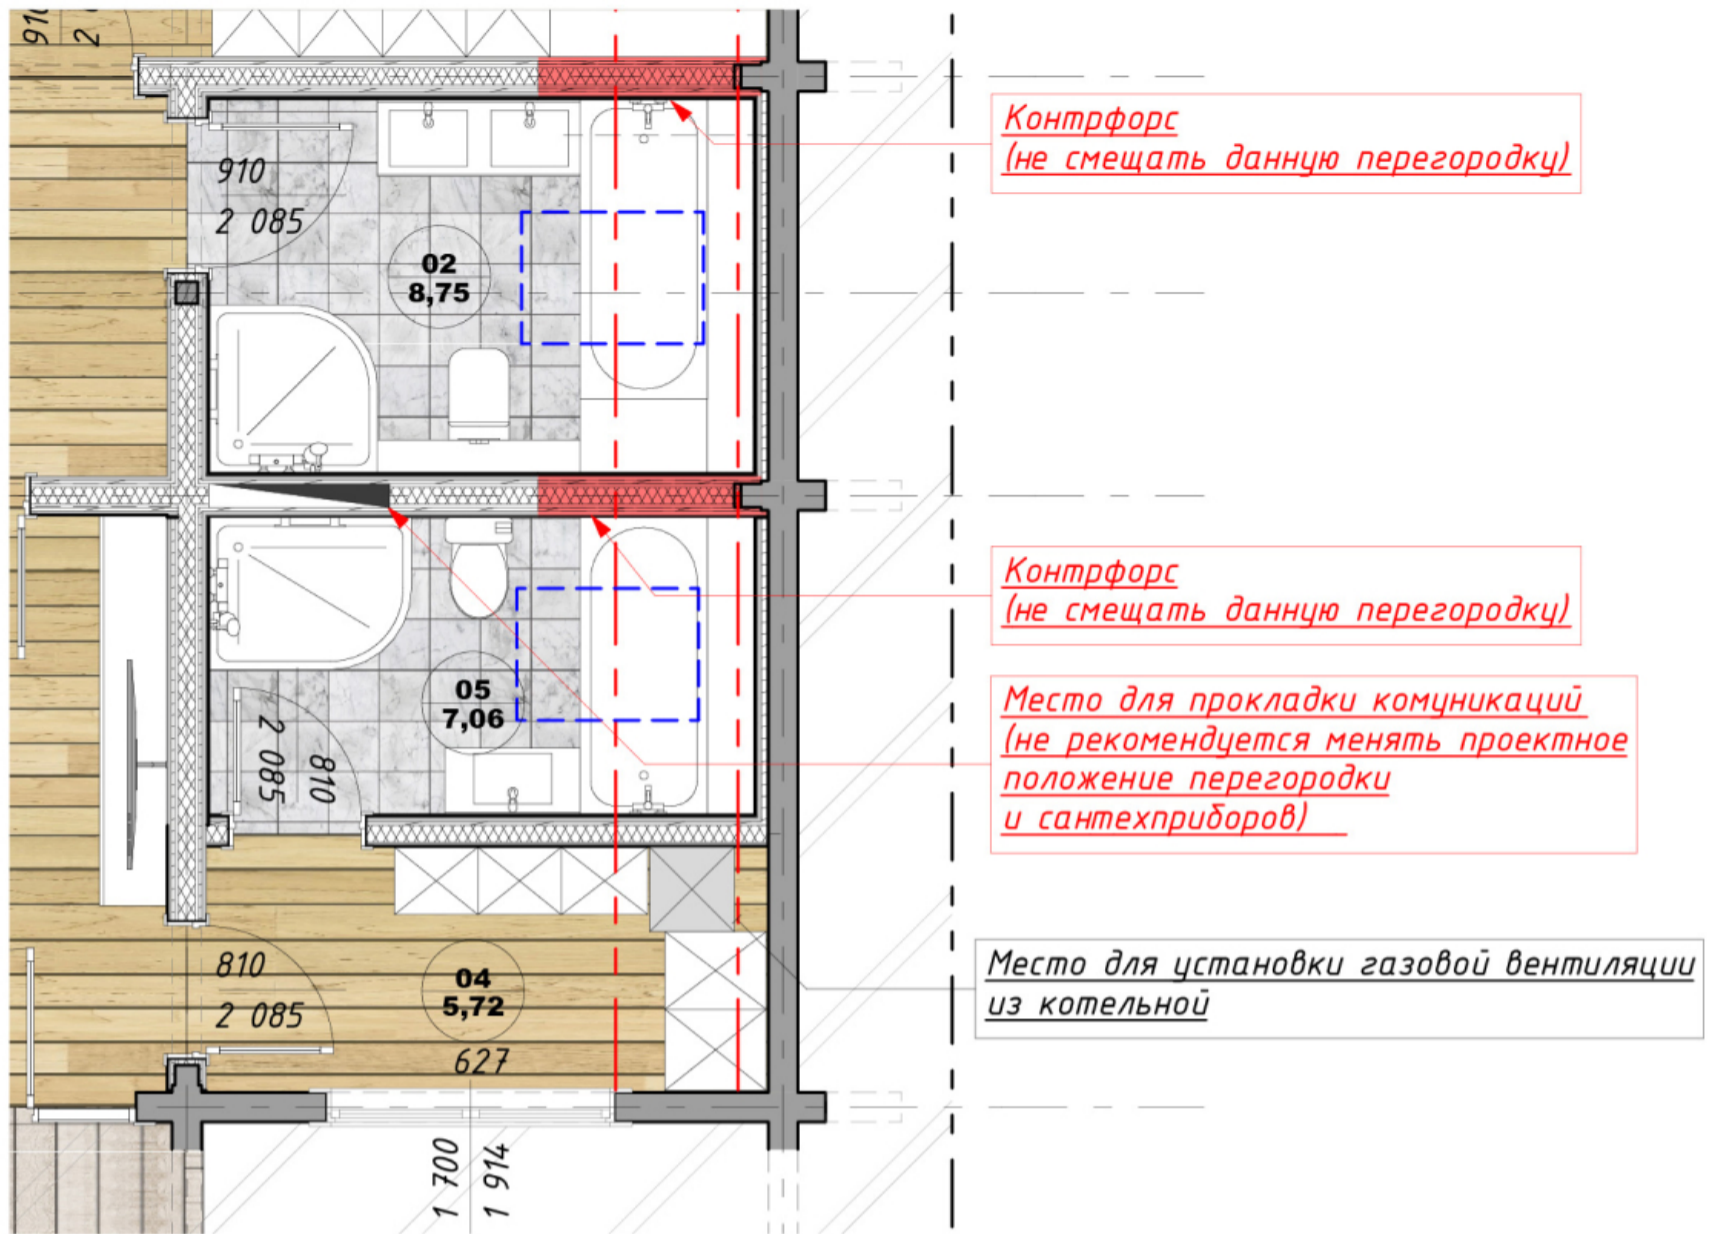 910
2
Контрфорс
(не смещать данную перегородку)
910
2 085
02
8,75
Контрфорс
(не смещать данную перегородку)
Место для прокладки комуникаций
(не рекомендуется менять проектное
положение перегородки
и сантехприборов)
05
7,06
810
2 085
Место для установки газовой вентиляции
из котельной
810
2 085
04
5,72
627
1 700
1 914